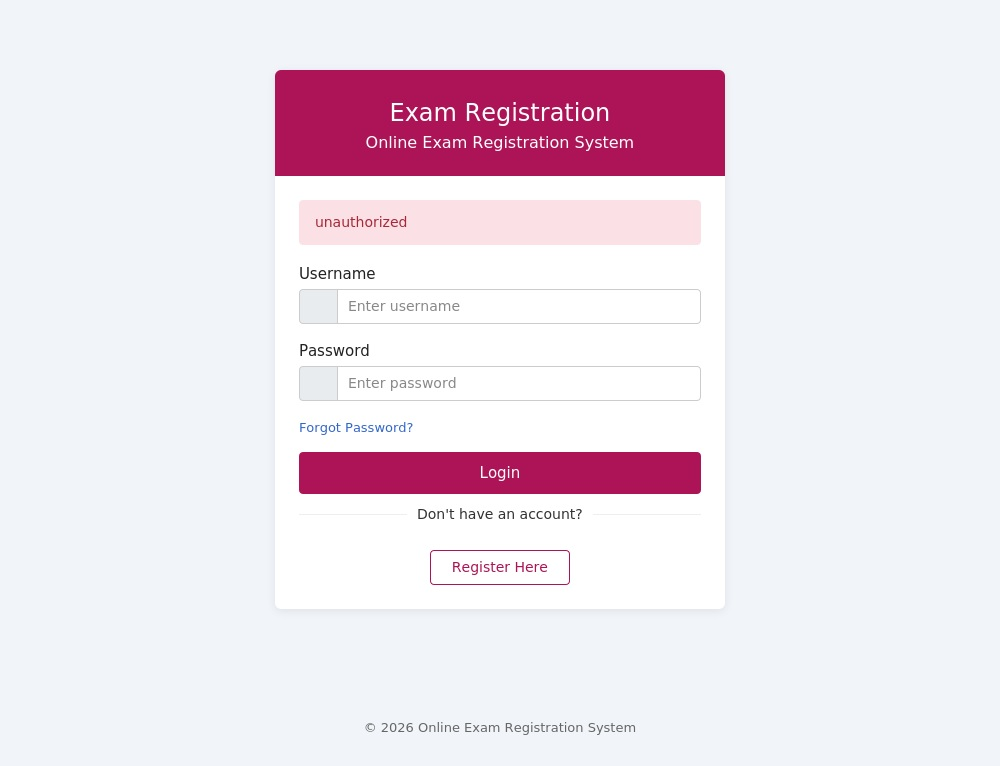 Exam Registration
Online Exam Registration System
unauthorized
Username
Enter username
Password
Enter password
Forgot Password?
Login
Don't have an account?
Register Here
© 2026 Online Exam Registration System